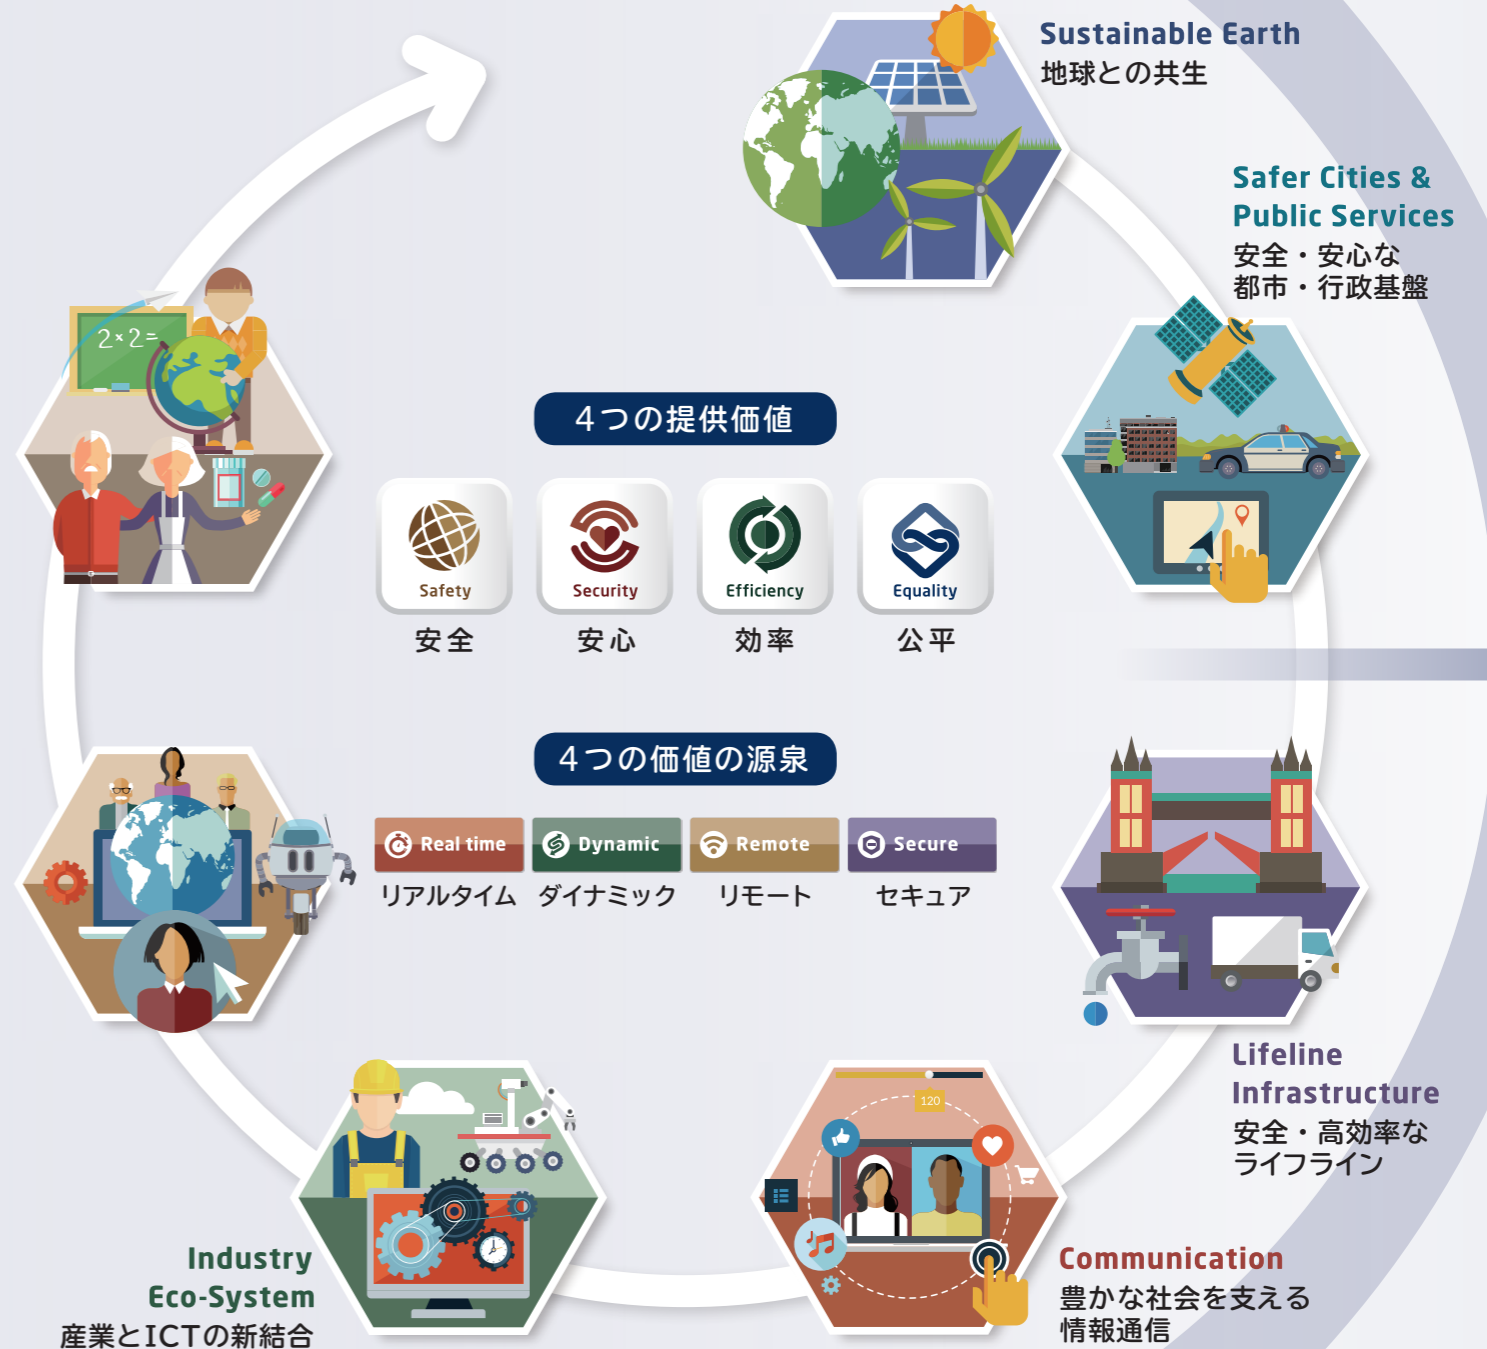 Sustainable Earth
地球との共生
Safer Cities &
Public Services
安全・安心な
都市・行政基盤
2×2=
4つの提供価値
Safety
安全
Security
安心
Efficiency
効率
Equality
公平
4つの価値の源泉
Real time
リアルタイム
Dynamic
ダイナミック
Remote
リモート
Secure
セキュア
Lifeline
Infrastructure
安全・高効率な
ライフライン
120
Communication
豊かな社会を支える
情報通信
Industry
Eco-System
産業とICTの新結合